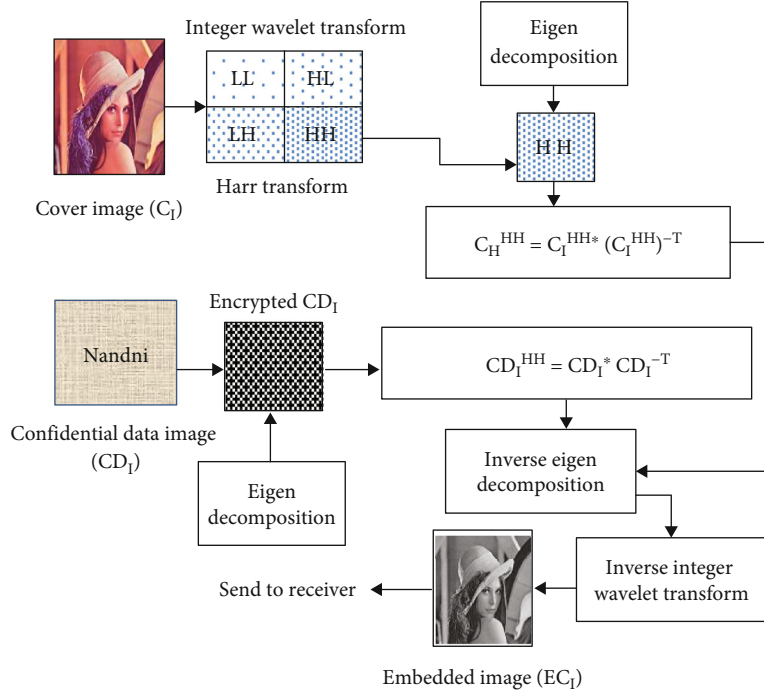 Integer wavelet transform
LL
HL
LH
HH
Harr transform
Cover image (C_I)
Eigen
decomposition
H H
C_H^HH = C_I^HH* (C_I^HH)^–T
Encrypted CD_I
Nandni
Confidential data image
(CD_I)
Eigen
decomposition
CD_I^HH = CD_I^* CD_I^–T
Inverse eigen
decomposition
Inverse integer
wavelet transform
Send to receiver
Embedded image (EC_I)